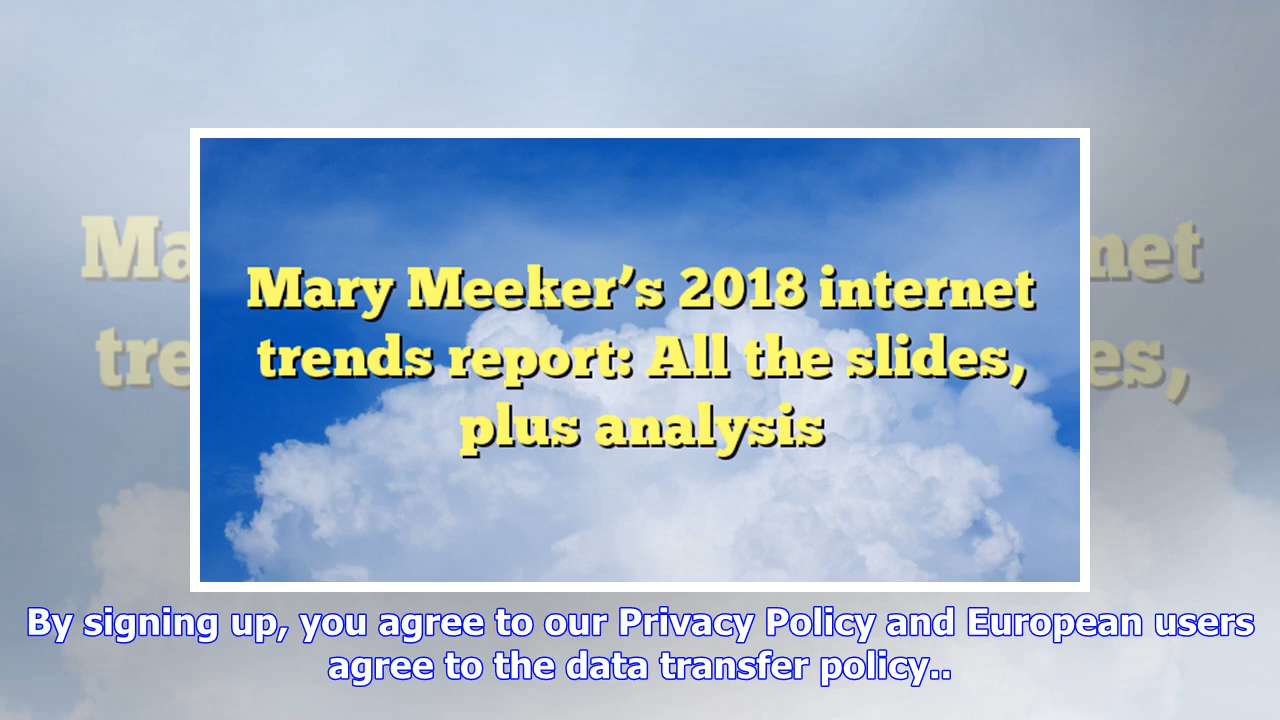 Mary Meeker’s 2018 internet
trends report: All the slides,
plus analysis
By signing up, you agree to our Privacy Policy and European users
agree to the data transfer policy..